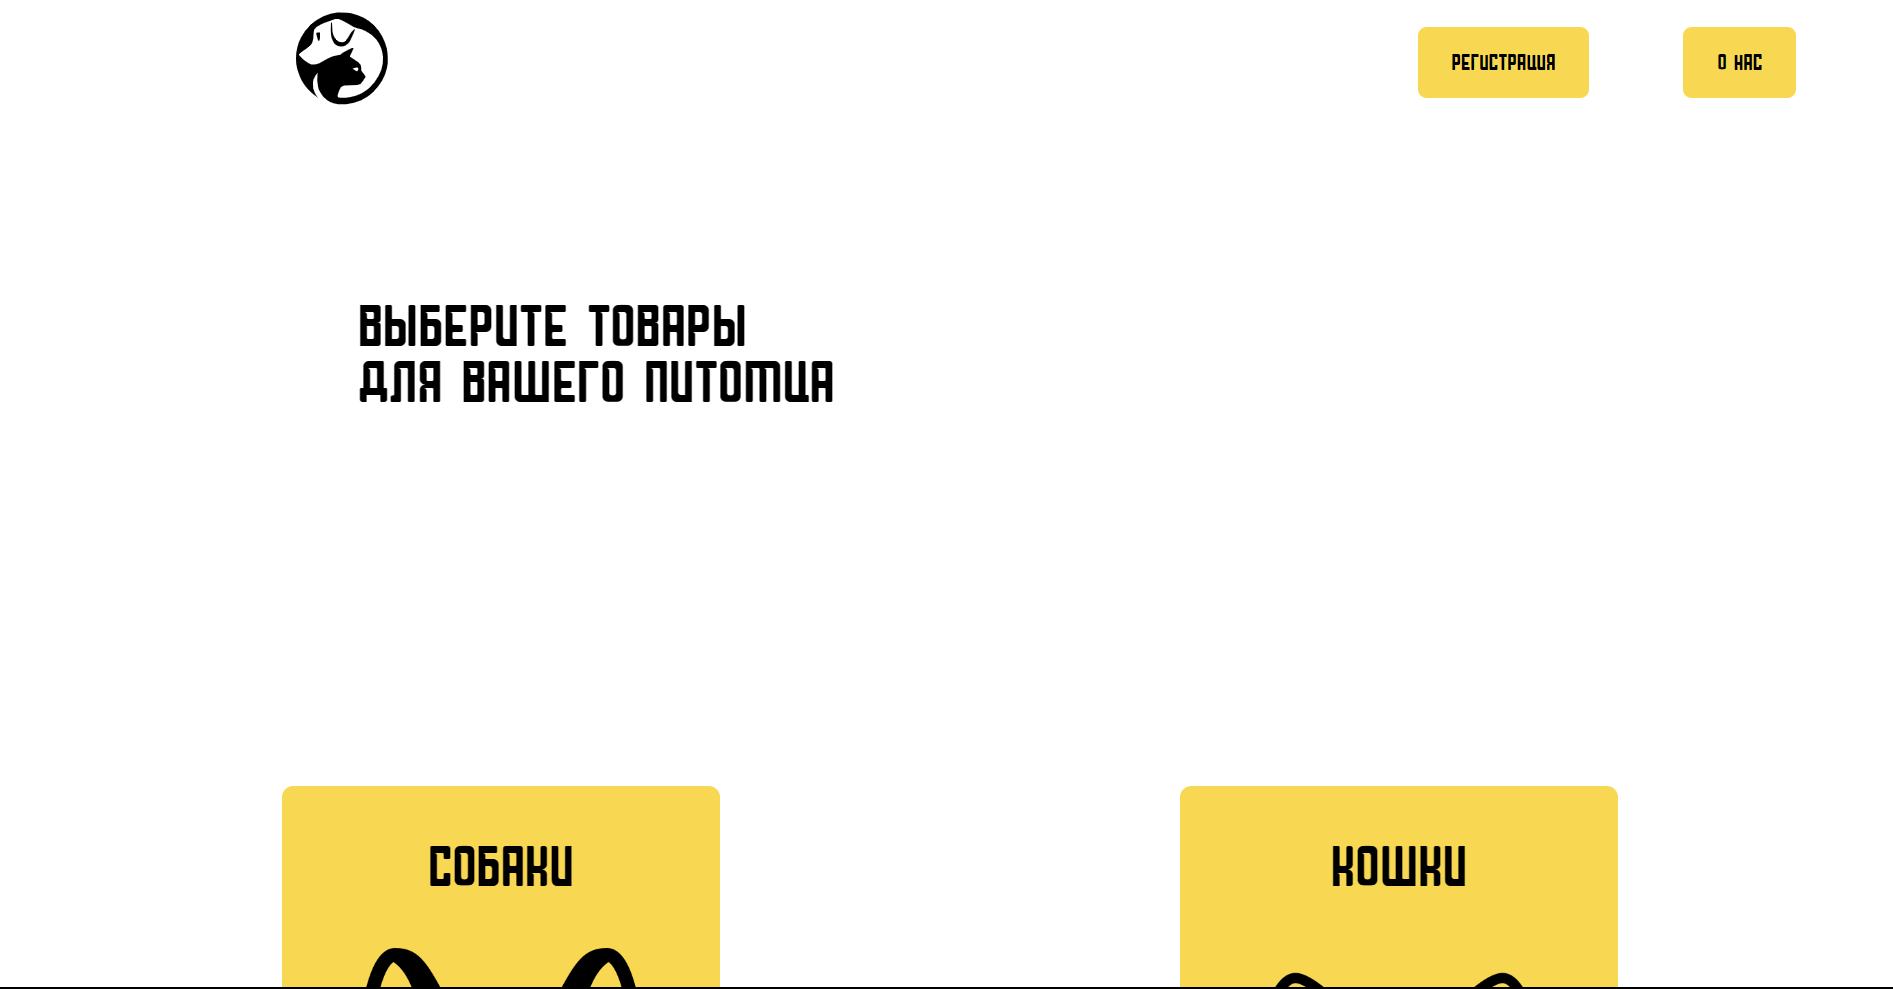 РЕГИСТРАЦИЯ
О НАС
ВЫБЕРИТЕ ТОВАРЫ
ДЛЯ ВАШЕГО ПИТОМЦА
СОБАКИ
КОШКИ